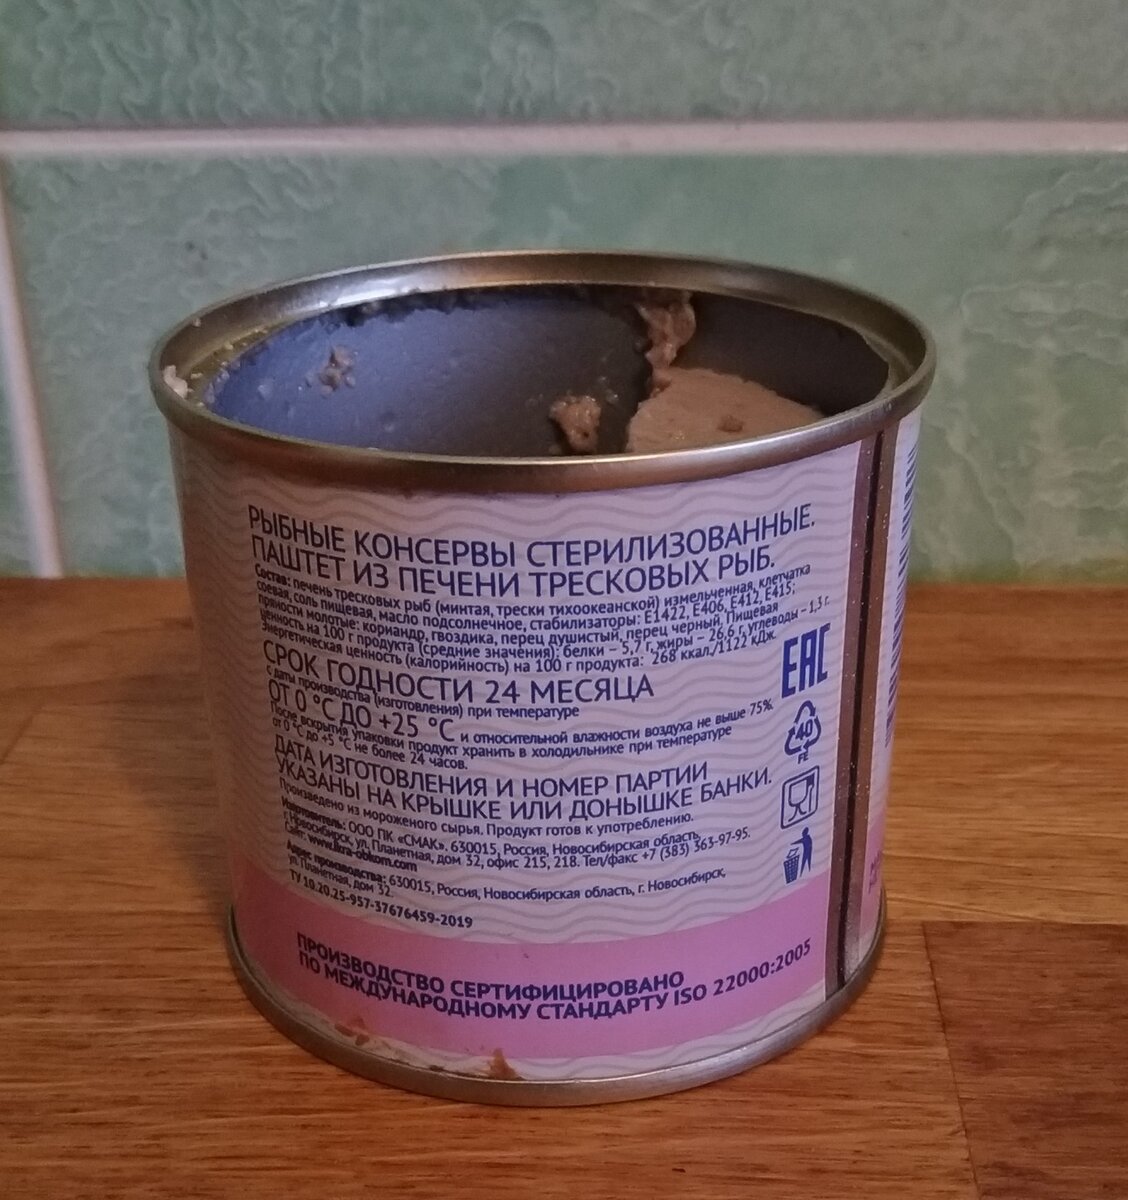 РЫБНЫЕ КОНСЕРВЫ СТЕРИЛИЗОВАННЫЕ.
ПАШТЕТ ИЗ ПЕЧЕНИ ТРЕСКОВЫХ РЫБ.
Состав: печень тресковых рыб (минтая, трески тихоокеанской) измельченная, клетчатка
соевая, соль пищевая, масло подсолнечное, стабилизаторы: Е1422, Е406, Е412, Е415;
пряности молотые: кориандр, гвоздика, перец душистый, перец черный. Пищевая
ценность на 100 г продукта (средние значения): белки – 5,7 г, жиры – 26,6 г, углеводы – 1,3 г.
Энергетическая ценность (калорийность) на 100 г продукта: 268 ккал./1122 кДж.
СРОК ГОДНОСТИ 24 МЕСЯЦА
с даты производства (изготовления) при температуре
ОТ 0 °С ДО +25 °С и относительной влажности воздуха не выше 75%.
После вскрытия упаковки продукт хранить в холодильнике при температуре
от 0 °С до +5 °С не более 24 часов.
ДАТА ИЗГОТОВЛЕНИЯ И НОМЕР ПАРТИИ
УКАЗАНЫ НА КРЫШКЕ ИЛИ ДОНЫШКЕ БАНКИ.
Произведено из мороженого сырья. Продукт готов к употреблению.
Изготовитель: ООО ПК «СМАК». 630015, Россия, Новосибирская область,
г. Новосибирск, ул. Планетная, дом 32, офис 215, 218. Тел/факс +7 (383) 363-97-95.
Сайт: www.ikra-obkom.com
Адрес производства: 630015, Россия, Новосибирская область, г. Новосибирск,
ул. Планетная, дом 32.
ТУ 10.20.25-957-37676459-2019
EAC
40
FE
ПРОИЗВОДСТВО СЕРТИФИЦИРОВАНО
ПО МЕЖДУНАРОДНОМУ СТАНДАРТУ ISO 22000:2005